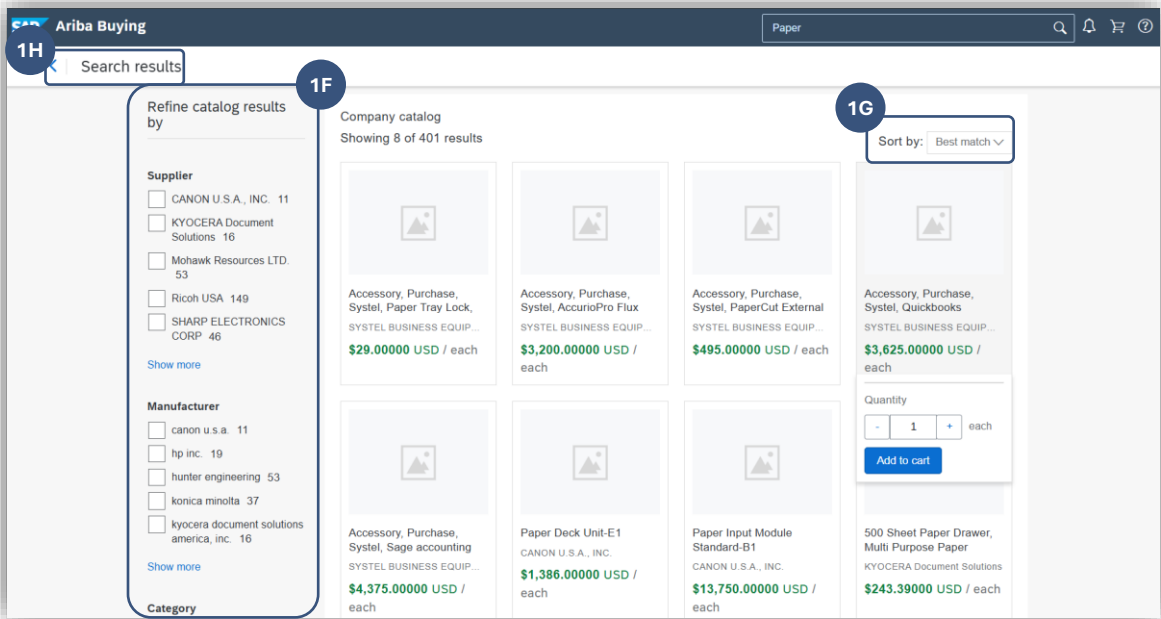 SAP Ariba Buying
Paper
1H
Search results
1F
Refine catalog results
by
Supplier
CANON U.S.A., INC. 11
KYOCERA Document
Solutions 16
Mohawk Resources LTD.
53
Ricoh USA 149
SHARP ELECTRONICS
CORP 46
Show more
Manufacturer
canon u.s.a. 11
hp inc. 19
hunter engineering 53
konica minolta 37
kyocera document solutions
america, inc. 16
Show more
Category
Company catalog
Showing 8 of 401 results
1G
Sort by: Best match
Accessory, Purchase,
Systel, Paper Tray Lock,
SYSTEL BUSINESS EQUIP...
$29.00000 USD / each
Accessory, Purchase,
Systel, AccurioPro Flux
SYSTEL BUSINESS EQUIP...
$3,200.00000 USD /
each
Accessory, Purchase,
Systel, PaperCut External
SYSTEL BUSINESS EQUIP...
$495.00000 USD / each
Accessory, Purchase,
Systel, Quickbooks
SYSTEL BUSINESS EQUIP...
$3,625.00000 USD /
each
Quantity
- 1 + each
Add to cart
Accessory, Purchase,
Systel, Sage accounting
SYSTEL BUSINESS EQUIP...
$4,375.00000 USD /
each
Paper Deck Unit-E1
CANON U.S.A., INC.
$1,386.00000 USD /
each
Paper Input Module
Standard-B1
CANON U.S.A., INC.
$13,750.00000 USD /
each
500 Sheet Paper Drawer,
Multi Purpose Paper
KYOCERA Document Solutions
$243.39000 USD / each